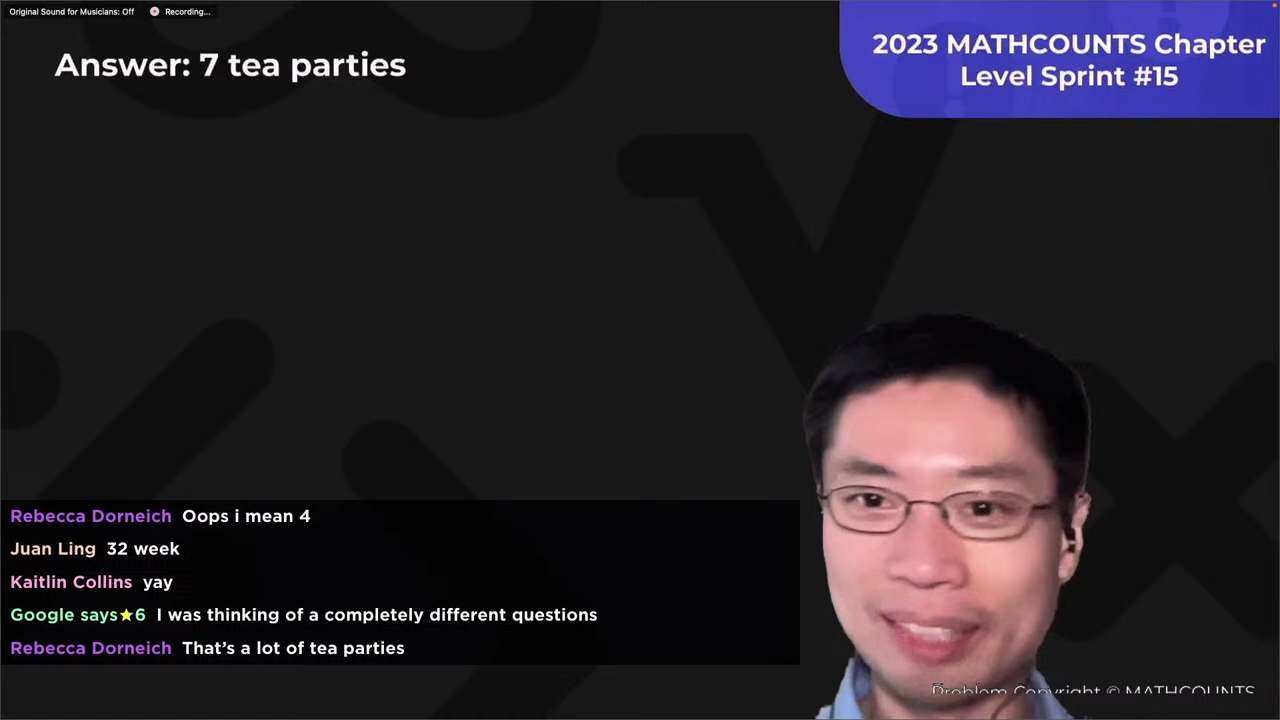 Original Sound for Musicians: Off
Recording...
Answer: 7 tea parties
2023 MATHCOUNTS Chapter
Level Sprint #15
Rebecca Dorneich Oops i mean 4
Juan Ling 32 week
Kaitlin Collins yay
Google says⭐6 I was thinking of a completely different questions
Rebecca Dorneich That's a lot of tea parties
Problem Copyright © MATHCOUNTS